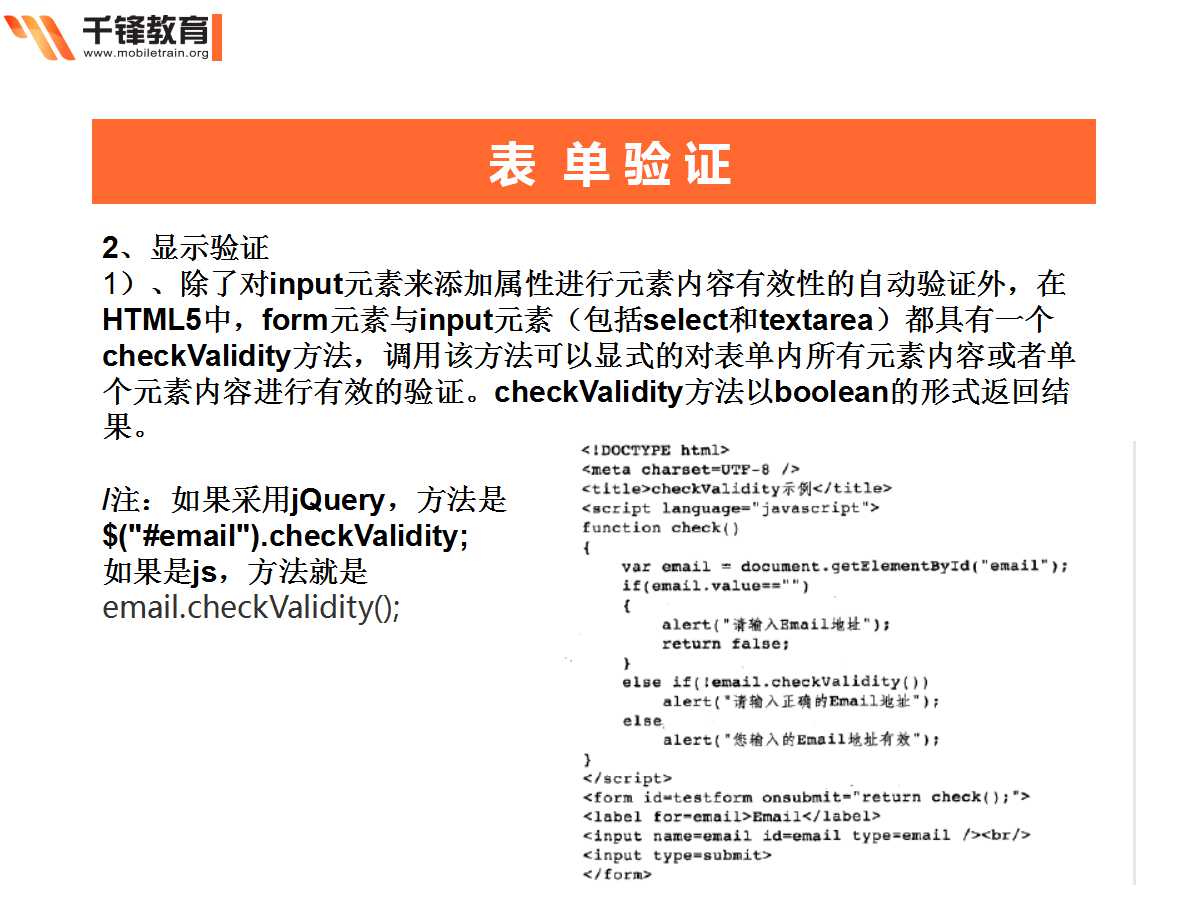 千锋教育
www.mobiletrain.org
表 单验证
2、显示验证
1）、除了对input元素来添加属性进行元素内容有效性的自动验证外，在
HTML5中，form元素与input元素（包括select和textarea）都具有一个
checkValidity方法，调用该方法可以显式的对表单内所有元素内容或者单
个元素内容进行有效的验证。checkValidity方法以boolean的形式返回结
果。
/注：如果采用jQuery，方法是
$("#email").checkValidity;
如果是js，方法就是
email.checkValidity();
<!DOCTYPE html>
<meta charset=UTF-8 />
<title>checkValidity示例</title>
<script language="javascript">
function check()
{
    var email = document.getElementById("email");
    if(email.value=="")
    {
        alert("请输入Email地址");
        return false;
    }
    else if(!email.checkValidity())
        alert("请输入正确的Email地址");
    else
        alert("您输入的Email地址有效");
}
</script>
<form id=testform onsubmit="return check();">
<label for=email>Email</label>
<input name=email id=email type=email /><br/>
<input type=submit>
</form>